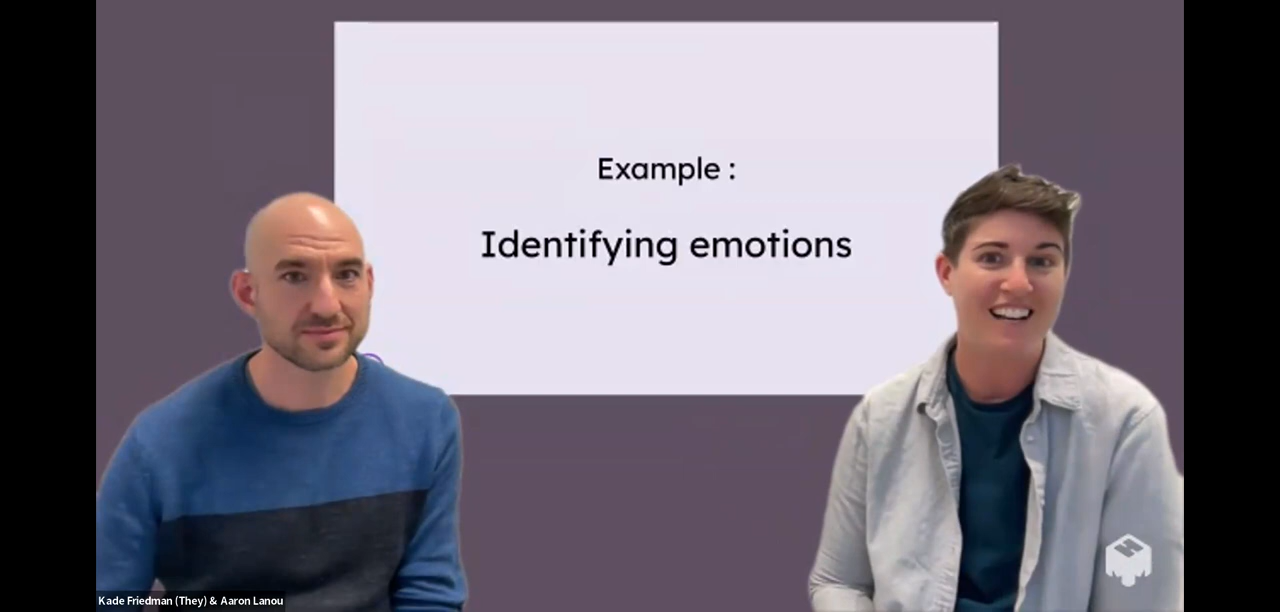 Example :
Identifying emotions
Kade Friedman (They) & Aaron Lanou